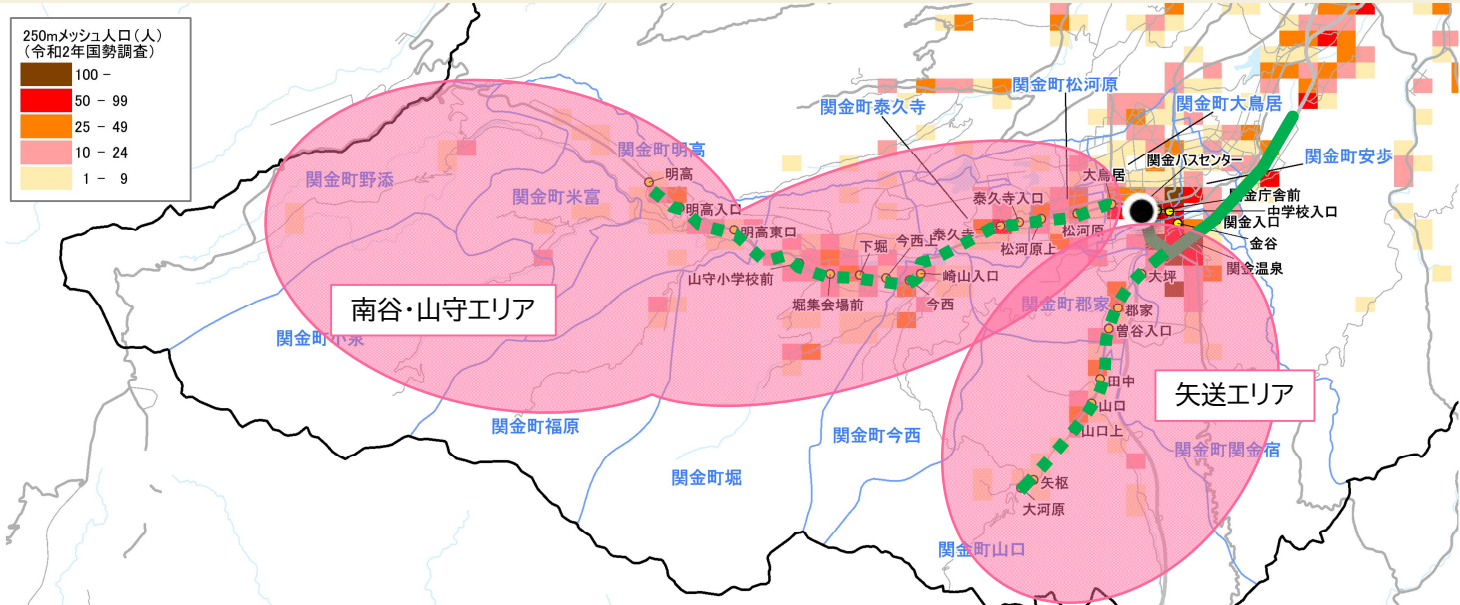 250mメッシュ人口(人)
(令和2年国勢調査)
100 -
50 - 99
25 - 49
10 - 24
1 - 9
関金町松河原
関金町泰久寺
関金町大鳥居
関金町明高
関金バスセンター
関金町安歩
明高
大鳥居
関金町野添
関金町米富
泰久寺入口
関金庁舎前
明高入口
中学校入口
松河原
関金入口
明高東口
泰久寺
松河原上
金谷
下堀
今西上
関金温泉
山守小学校前
崎山入口
大坪
堀集会場前
今西
関金町郡家
郡家
南谷・山守エリア
曽谷入口
関金町小泉
田中
矢送エリア
山口
関金町福原
関金町今西
山口上
関金町関金宿
関金町堀
矢枢
大河原
関金町山口